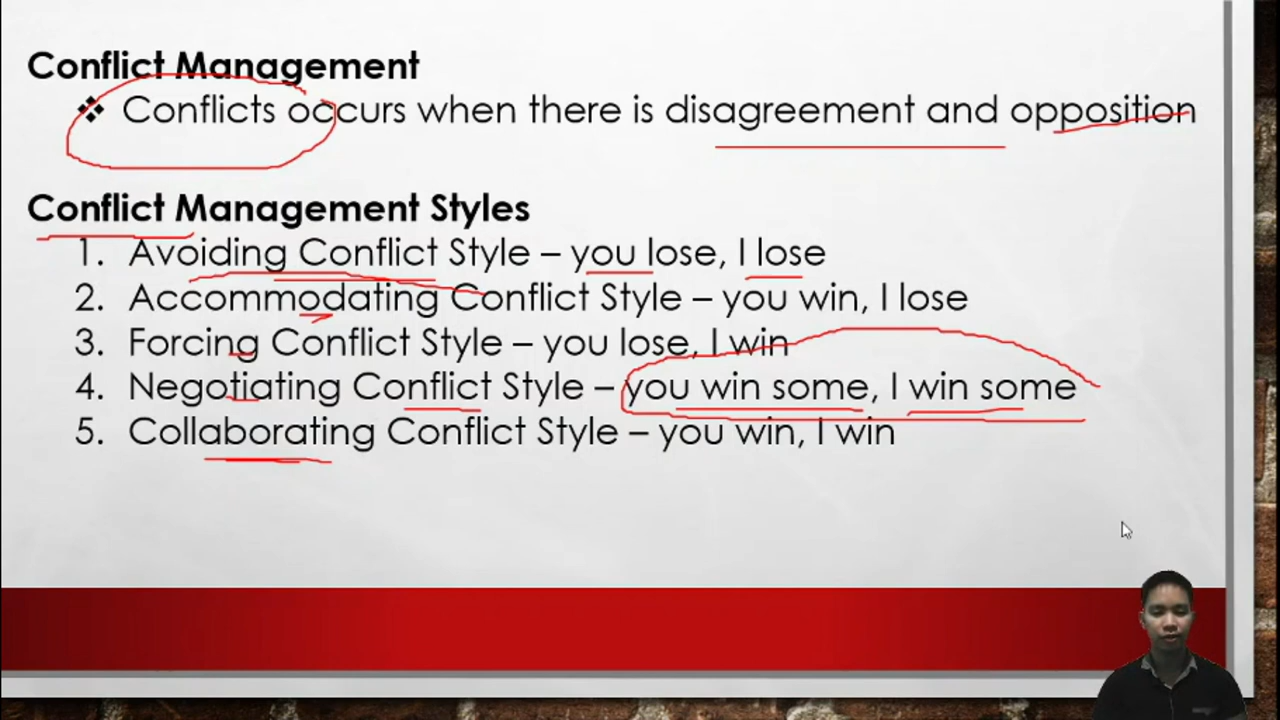 Conflict Management
❖ Conflicts occurs when there is disagreement and opposition
Conflict Management Styles
1. Avoiding Conflict Style – you lose, I lose
2. Accommodating Conflict Style – you win, I lose
3. Forcing Conflict Style – you lose, I win
4. Negotiating Conflict Style – you win some, I win some
5. Collaborating Conflict Style – you win, I win